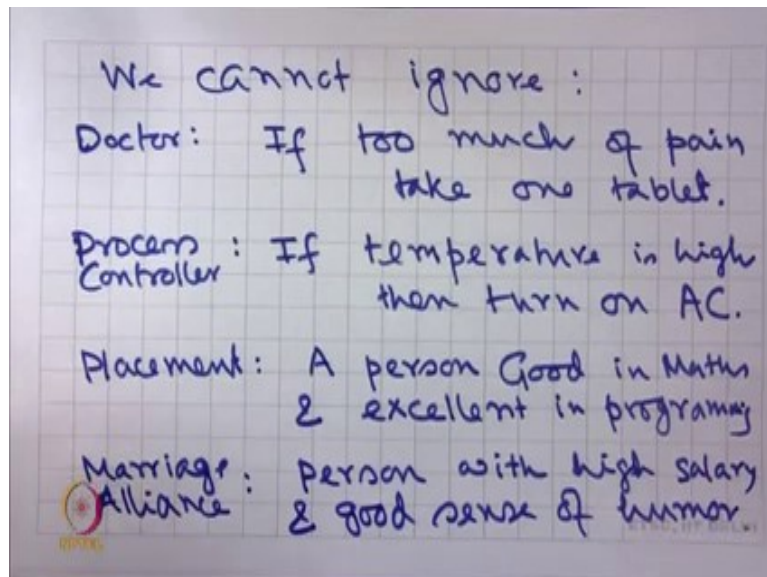 We cannot ignore :
Doctor : If too much of pain
take one tablet.
Process : If temperature is high
Controller then turn on AC.
Placement : A person Good in Maths
& excellent in programing
Marriage : person with high salary
Alliance & good sense of humor